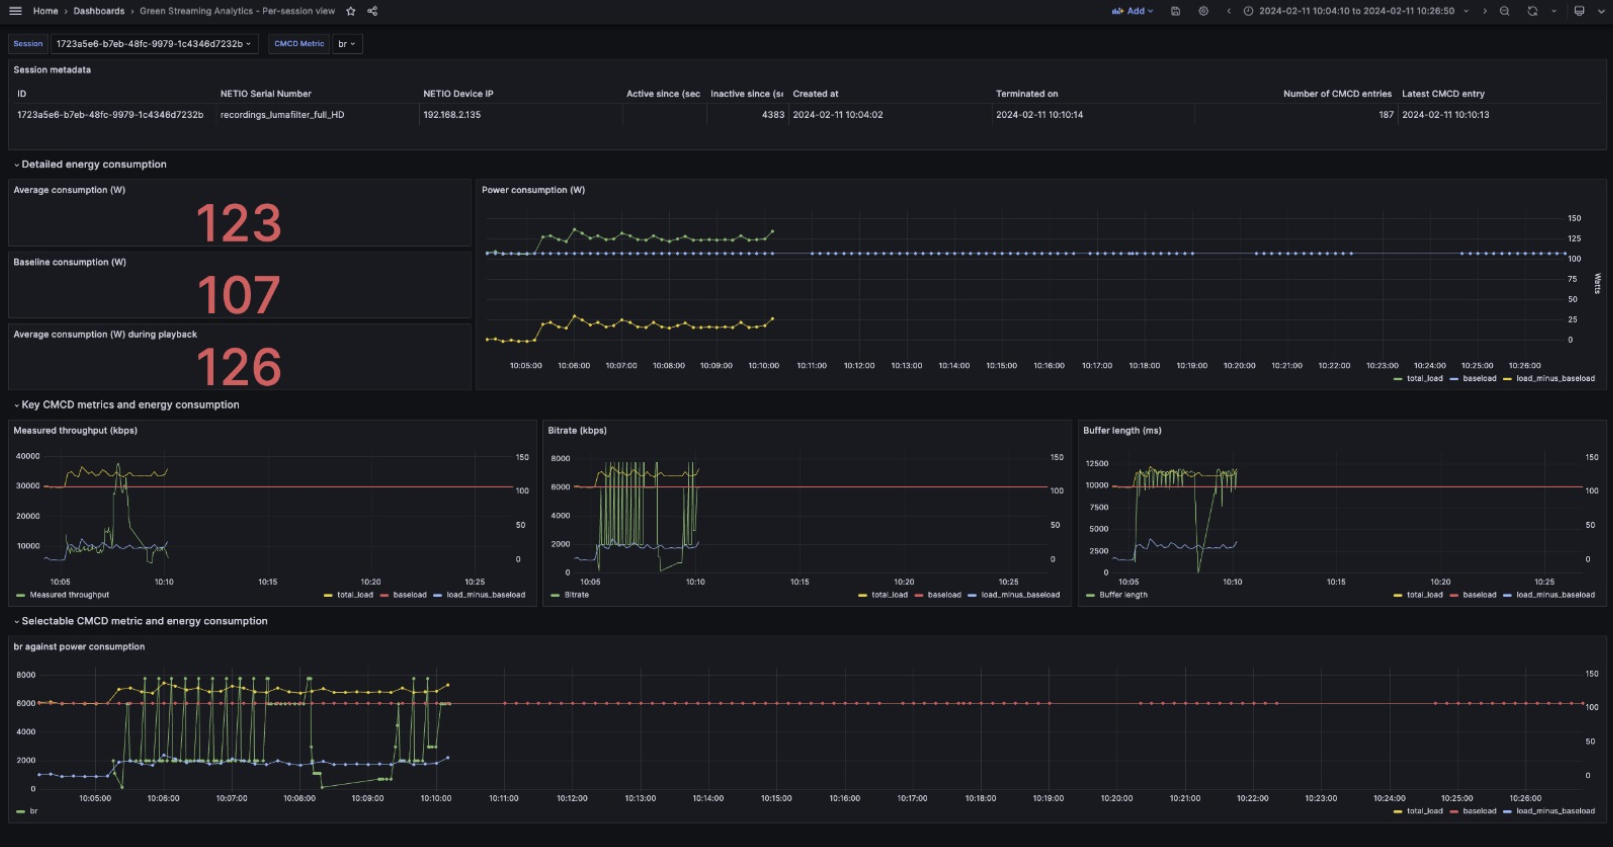 Home > Dashboards > Green Streaming Analytics - Per-session view
Add
2024-02-11 10:04:10 to 2024-02-11 10:26:50
Session 1723a5e6-b7eb-48fc-9979-1c4346d7232b CMCD Metric br
Session metadata
ID NETIO Serial Number NETIO Device IP Active since (sec Inactive since (se Created at Terminated on Number of CMCD entries Latest CMCD entry
1723a5e6-b7eb-48fc-9979-1c4346d7232b recordings_lumafilter_full_HD 192.168.2.135 4383 2024-02-11 10:04:02 2024-02-11 10:10:14 187 2024-02-11 10:10:13
Detailed energy consumption
Average consumption (W)
123
Baseline consumption (W)
107
Average consumption (W) during playback
126
Power consumption (W)
150
125
100
75
50
25
0
Watts
10:05:00 10:06:00 10:07:00 10:08:00 10:09:00 10:10:00 10:11:00 10:12:00 10:13:00 10:14:00 10:15:00 10:16:00 10:17:00 10:18:00 10:19:00 10:20:00 10:21:00 10:22:00 10:23:00 10:24:00 10:25:00 10:26:00
total_load baseload load_minus_baseload
Key CMCD metrics and energy consumption
Measured throughput (kbps)
40000
30000
20000
10000
150
100
50
0
10:05 10:10 10:15 10:20 10:25
Measured throughput total_load baseload load_minus_baseload
Bitrate (kbps)
8000
6000
4000
2000
0
150
100
50
0
10:05 10:10 10:15 10:20 10:25
Bitrate total_load baseload load_minus_baseload
Buffer length (ms)
12500
10000
7500
5000
2500
0
150
100
50
0
10:05 10:10 10:15 10:20 10:25
Buffer length total_load baseload load_minus_baseload
Selectable CMCD metric and energy consumption
br against power consumption
8000
6000
4000
2000
0
150
100
50
0
10:05:00 10:06:00 10:07:00 10:08:00 10:09:00 10:10:00 10:11:00 10:12:00 10:13:00 10:14:00 10:15:00 10:16:00 10:17:00 10:18:00 10:19:00 10:20:00 10:21:00 10:22:00 10:23:00 10:24:00 10:25:00 10:26:00
br total_load baseload load_minus_baseload